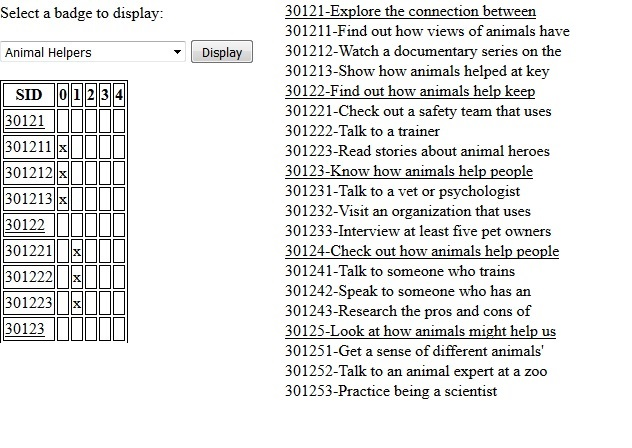 Select a badge to display:
Animal Helpers Display
SID 0 1 2 3 4
30121
301211 x
301212 x
301213 x
30122
301221 x
301222 x
301223 x
30123
30121-Explore the connection between
301211-Find out how views of animals have
301212-Watch a documentary series on the
301213-Show how animals helped at key
30122-Find out how animals help keep
301221-Check out a safety team that uses
301222-Talk to a trainer
301223-Read stories about animal heroes
30123-Know how animals help people
301231-Talk to a vet or psychologist
301232-Visit an organization that uses
301233-Interview at least five pet owners
30124-Check out how animals help people
301241-Talk to someone who trains
301242-Speak to someone who has an
301243-Research the pros and cons of
30125-Look at how animals might help us
301251-Get a sense of different animals'
301252-Talk to an animal expert at a zoo
301253-Practice being a scientist